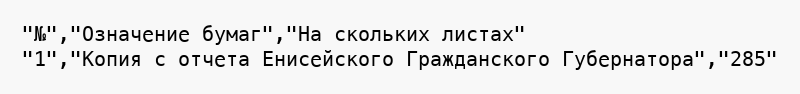 "№","Означение бумаг","На скольких листах"
"1","Копия с отчета Енисейского Гражданского Губернатора","285"